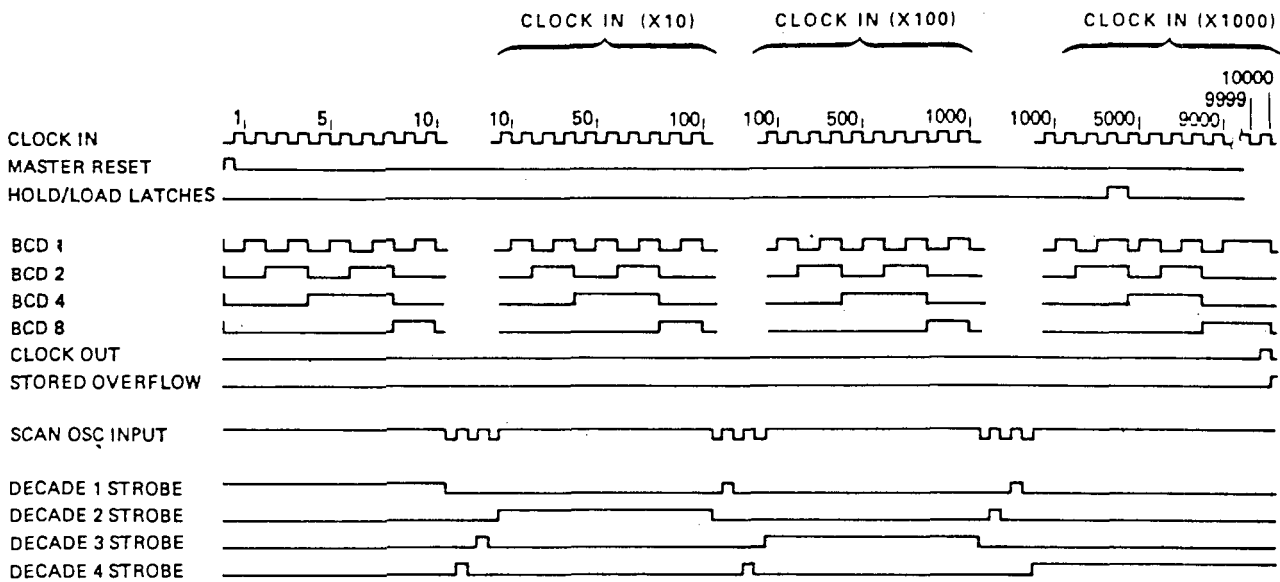 CLOCK IN (X10) CLOCK IN (X100) CLOCK IN (X1000)
10000
9999
1 5 10 10 50 100 100 500 1000 1000 5000 9000
CLOCK IN
MASTER RESET
HOLD/LOAD LATCHES
BCD 1
BCD 2
BCD 4
BCD 8
CLOCK OUT
STORED OVERFLOW
SCAN OSC INPUT
DECADE 1 STROBE
DECADE 2 STROBE
DECADE 3 STROBE
DECADE 4 STROBE